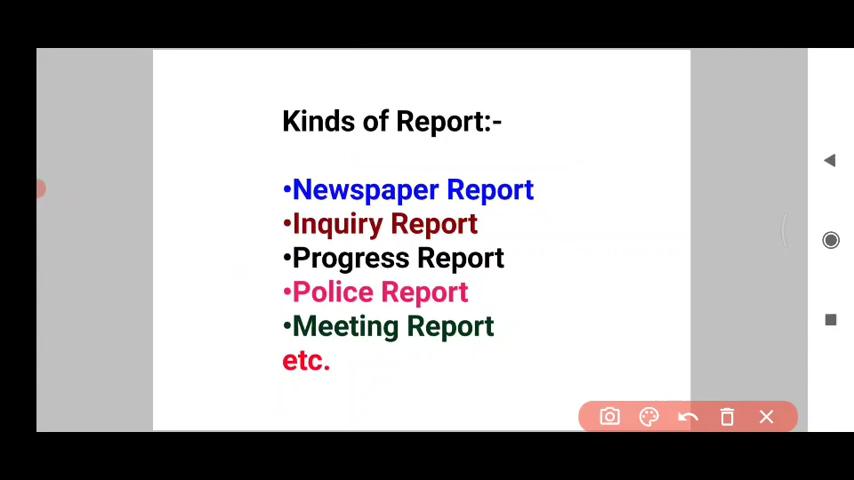 Kinds of Report:-
•Newspaper Report
•Inquiry Report
•Progress Report
•Police Report
•Meeting Report
etc.